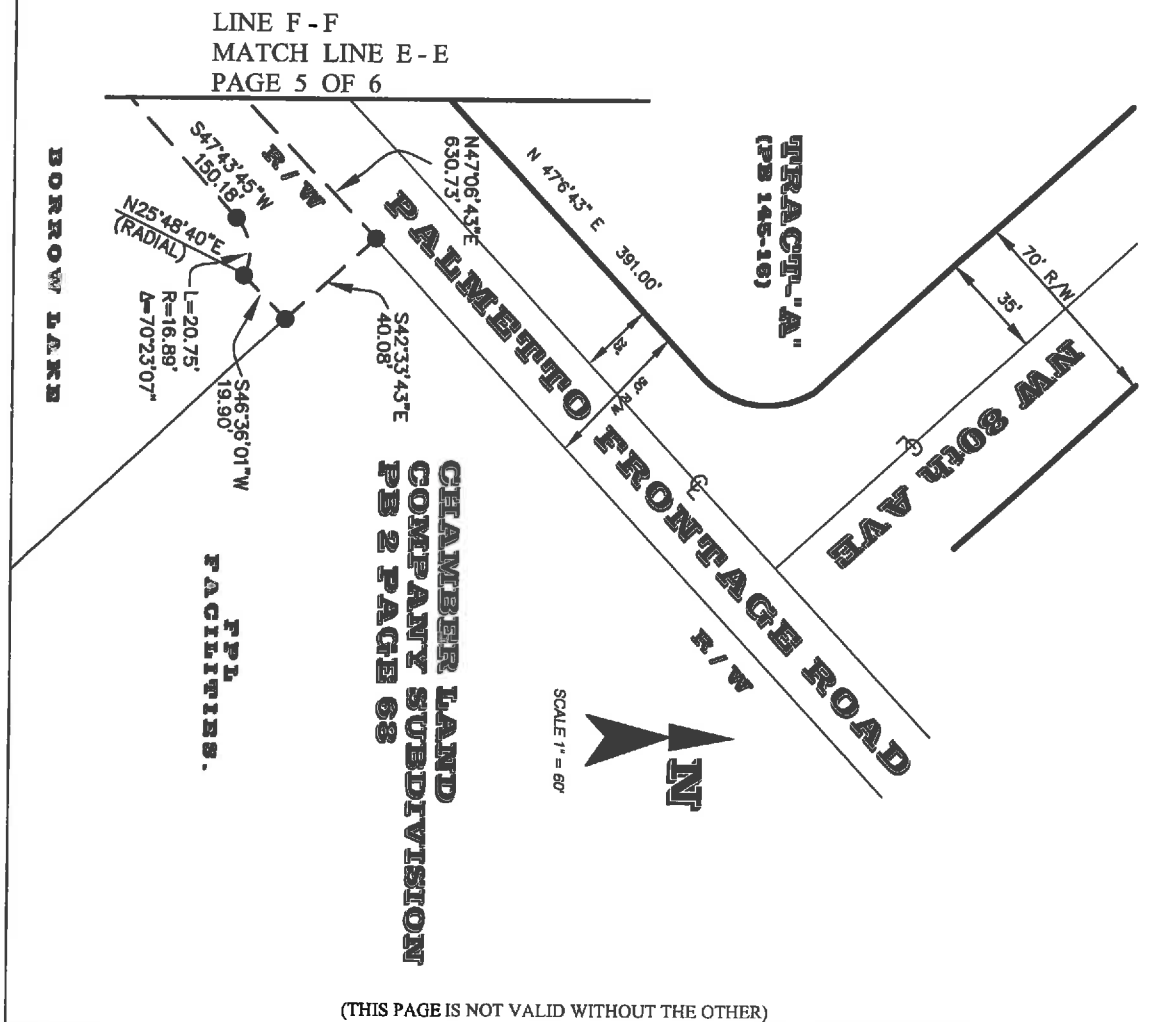 LINE F - F
MATCH LINE E - E
PAGE 5 OF 6
TRACT-"A"
(PB 145-16)
N 47°6'43" E 391.00'
70' R/W
35'
NW 80th AVE
N47°06'43"E
630.73'
S47°43'45"W
150.18'
R / W
PALMETTO FRONTAGE ROAD
25'
50' R/W
N25°48'40"E
(RADIAL)
L=20.75'
R=16.89'
Δ=70°23'07"
S42°33'43"E
40.08'
S46°36'01"W
19.90'
BORROW LAKE
CHAMBER LAND
COMPANY SUBDIVISION
PB 2 PAGE 68
R / W
FPL
FACILITIES.
N
SCALE 1" = 60'
(THIS PAGE IS NOT VALID WITHOUT THE OTHER)